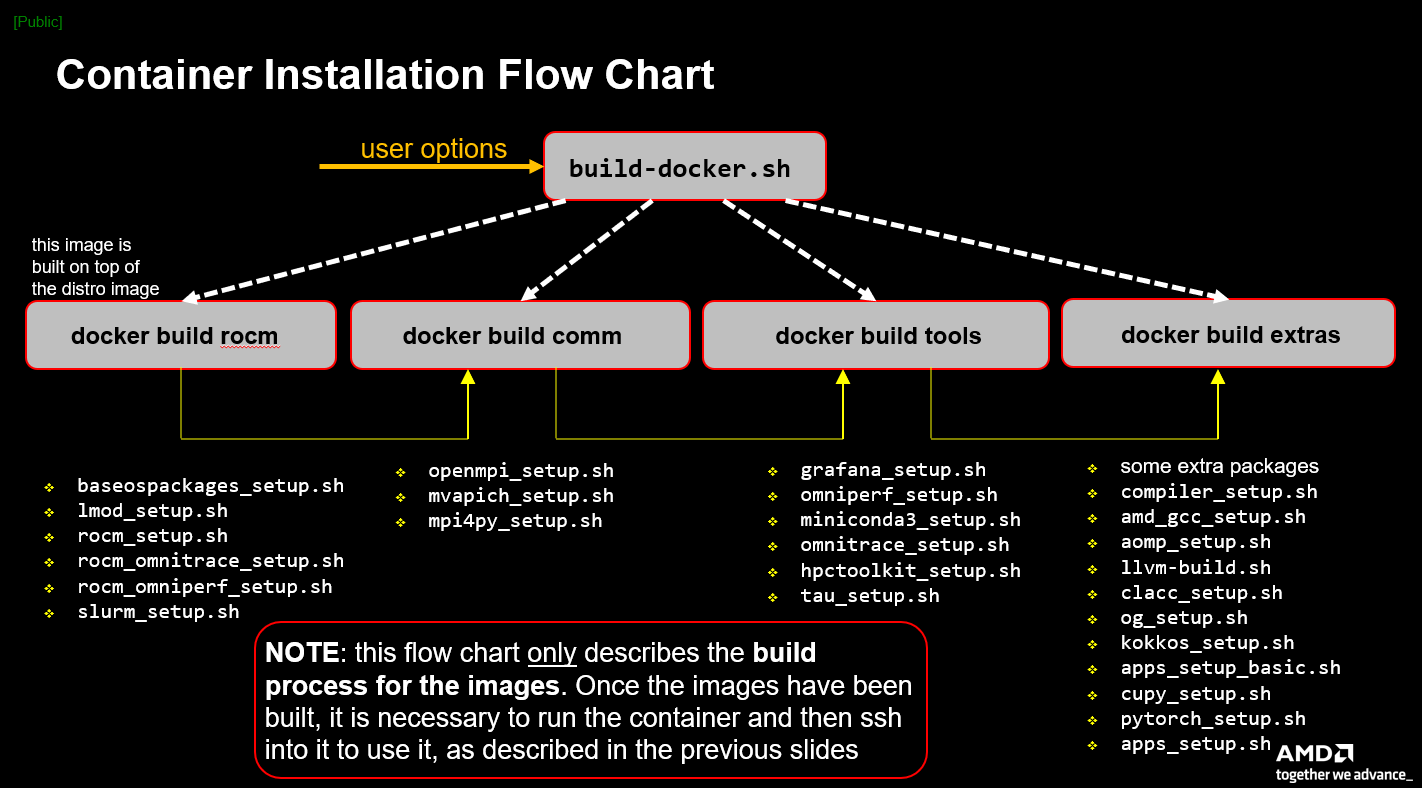 [Public]
Container Installation Flow Chart
user options
build-docker.sh
this image is
built on top of
the distro image
docker build rocm
docker build comm
docker build tools
docker build extras
baseospackages_setup.sh
lmod_setup.sh
rocm_setup.sh
rocm_omnitrace_setup.sh
rocm_omniperf_setup.sh
slurm_setup.sh
openmpi_setup.sh
mvapich_setup.sh
mpi4py_setup.sh
grafana_setup.sh
omniperf_setup.sh
miniconda3_setup.sh
omnitrace_setup.sh
hpctoolkit_setup.sh
tau_setup.sh
some extra packages
compiler_setup.sh
amd_gcc_setup.sh
aomp_setup.sh
llvm-build.sh
clacc_setup.sh
og_setup.sh
kokkos_setup.sh
apps_setup_basic.sh
cupy_setup.sh
pytorch_setup.sh
apps_setup.sh
NOTE: this flow chart only describes the build
process for the images. Once the images have been
built, it is necessary to run the container and then ssh
into it to use it, as described in the previous slides
AMD
together we advance_